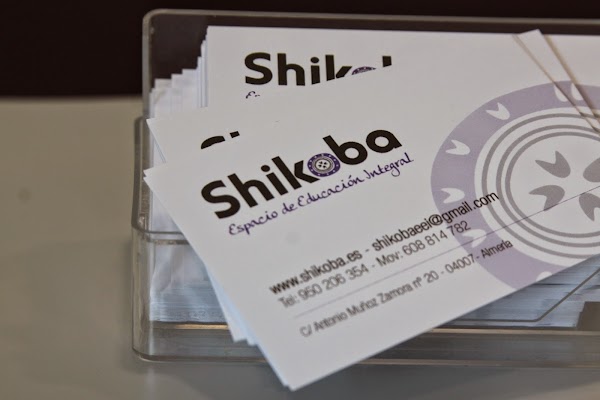 Shikoba
Shikoba
Espacio de Educación Integral
www.shikoba.es - shikobaeei@gmail.com
Tel: 950 206 354 - Mov: 608 814 782
C/ Antonio Muñoz Zamora nº 20 - 04007 - Almería